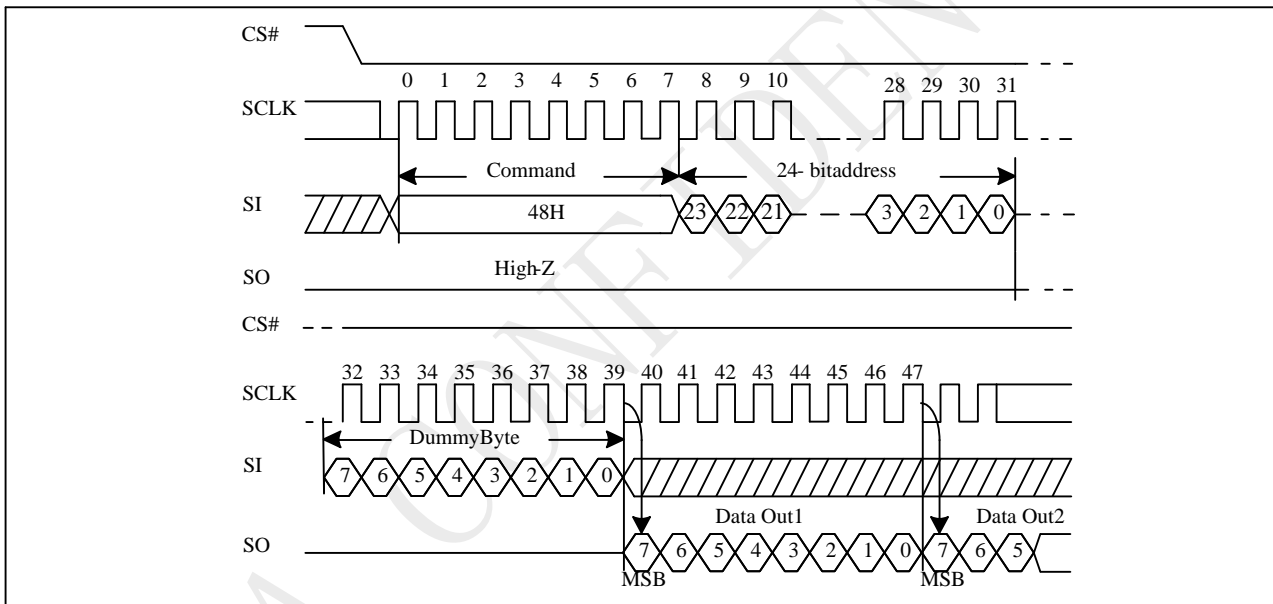 CS#
0 1 2 3 4 5 6 7 8 9 10 28 29 30 31
SCLK
Command 24- bitaddress
SI
48H 23 22 21 3 2 1 0
High-Z
SO
CS#
32 33 34 35 36 37 38 39 40 41 42 43 44 45 46 47
SCLK
DummyByte
SI
7 6 5 4 3 2 1 0
Data Out1 Data Out2
SO
7 6 5 4 3 2 1 0 7 6 5
MSB MSB